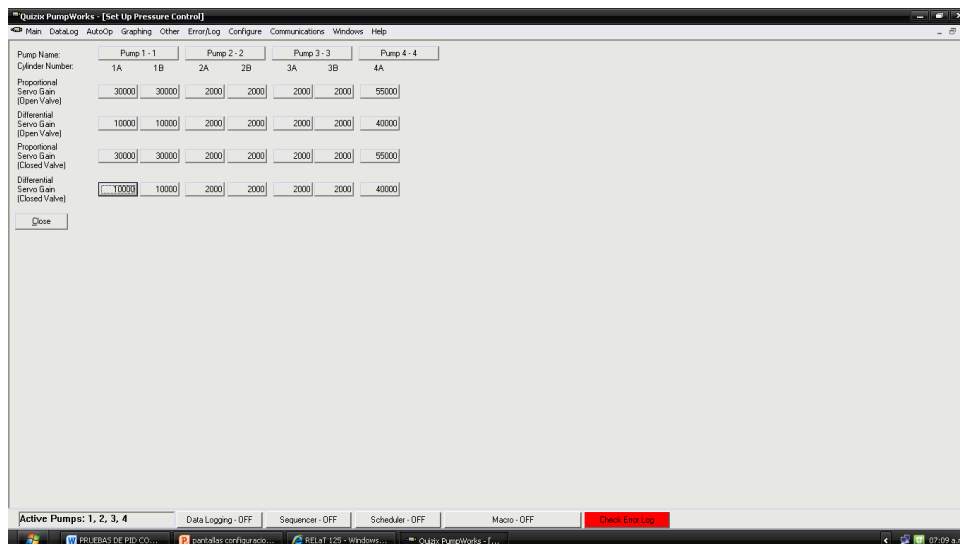 Quizix PumpWorks - [Set Up Pressure Control]
Main DataLog AutoOp Graphing Other Error/Log Configure Communications Windows Help
Pump Name: Pump 1 - 1 Pump 2 - 2 Pump 3 - 3 Pump 4 - 4
Cylinder Number: 1A 1B 2A 2B 3A 3B 4A
Proportional
Servo Gain 30000 30000 2000 2000 2000 2000 55000
(Open Valve)
Differential
Servo Gain 10000 10000 2000 2000 2000 2000 40000
(Open Valve)
Proportional
Servo Gain 30000 30000 2000 2000 2000 2000 55000
(Closed Valve)
Differential
Servo Gain 10000 10000 2000 2000 2000 2000 40000
(Closed Valve)
Close
Active Pumps: 1, 2, 3, 4 Data Logging - OFF Sequencer - OFF Scheduler - OFF Macro - OFF Check Error Log
PRUEBAS DE PID CO... pantallas configuracio... RELaT 125 - Windows... Quizix PumpWorks - [... 07:09 a.